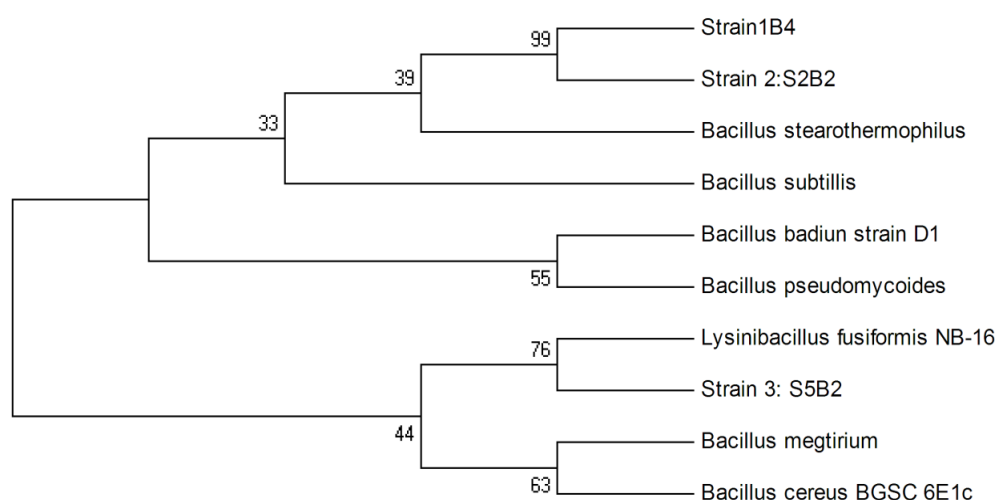 99
Strain1B4
39
Strain 2:S2B2
33
Bacillus stearothermophilus
Bacillus subtillis
Bacillus badiun strain D1
55
Bacillus pseudomycoides
76
Lysinibacillus fusiformis NB-16
Strain 3: S5B2
44
Bacillus megtirium
63
Bacillus cereus BGSC 6E1c